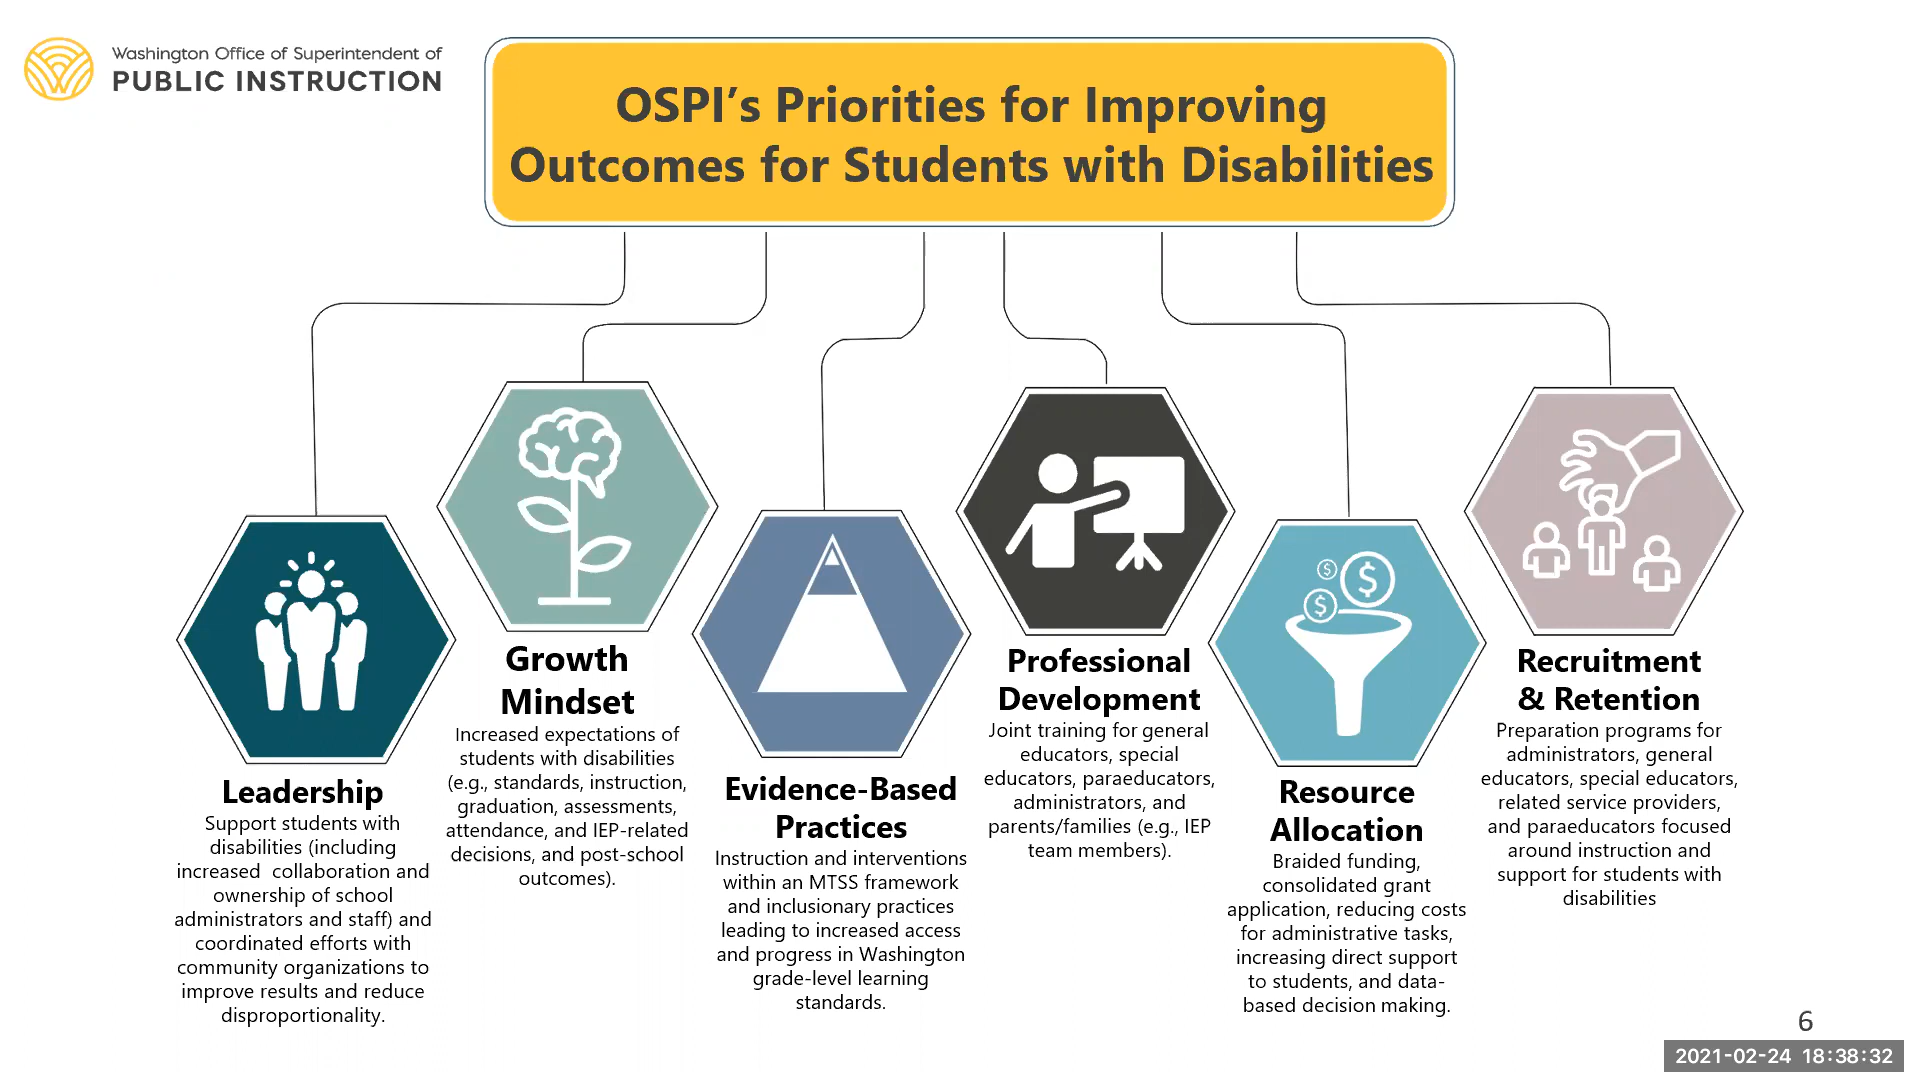 Washington Office of Superintendent of
PUBLIC INSTRUCTION
OSPI’s Priorities for Improving
Outcomes for Students with Disabilities
Leadership
Support students with
disabilities (including
increased  collaboration and
ownership of school
administrators and staff) and
coordinated efforts with
community organizations to
improve results and reduce
disproportionality.
Growth
Mindset
Increased expectations of
students with disabilities
(e.g., standards, instruction,
graduation, assessments,
attendance, and IEP-related
decisions, and post-school
outcomes).
Evidence-Based
Practices
Instruction and interventions
within an MTSS framework
and inclusionary practices
leading to increased access
and progress in Washington
grade-level learning
standards.
Professional
Development
Joint training for general
educators, special
educators, paraeducators,
administrators, and
parents/families (e.g., IEP
team members).
$
$
$
Resource
Allocation
Braided funding,
consolidated grant
application, reducing costs
for administrative tasks,
increasing direct support
to students, and data-
based decision making.
Recruitment
& Retention
Preparation programs for
administrators, general
educators, special educators,
related service providers,
and paraeducators focused
around instruction and
support for students with
disabilities
6
2021-02-24 18:38:32